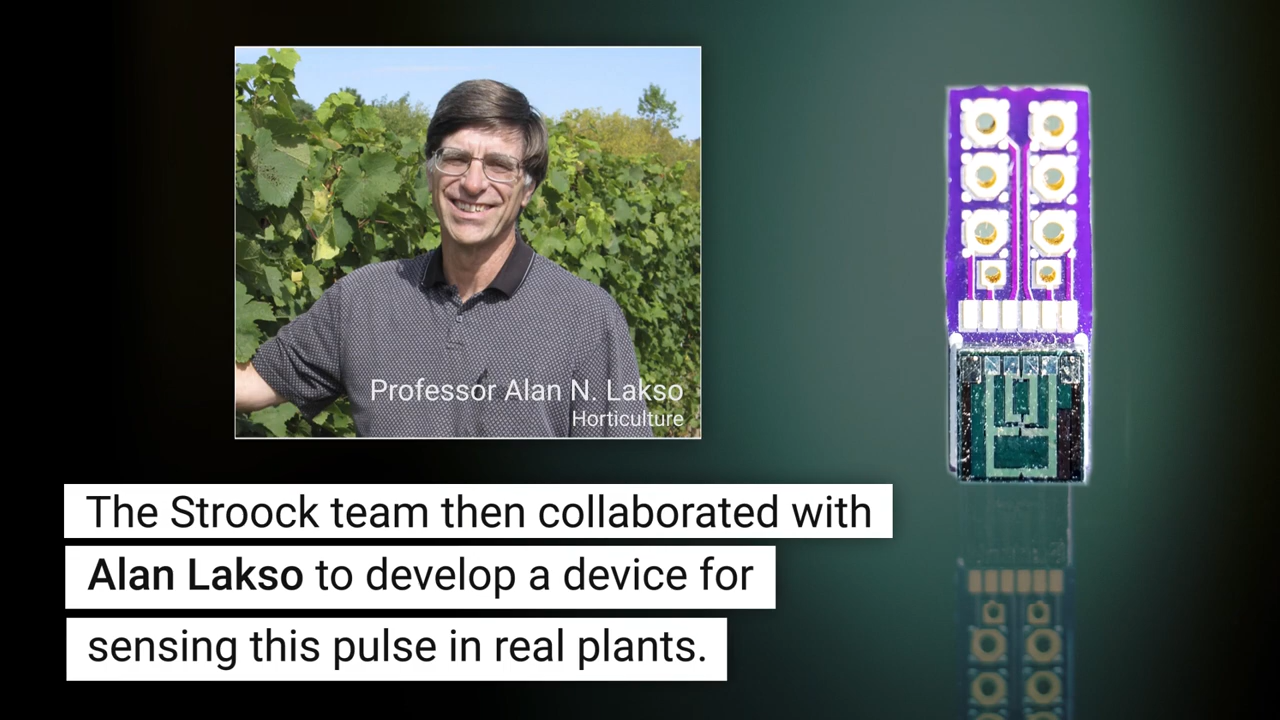 Professor Alan N. Lakso
Horticulture
The Stroock team then collaborated with
Alan Lakso to develop a device for
sensing this pulse in real plants.